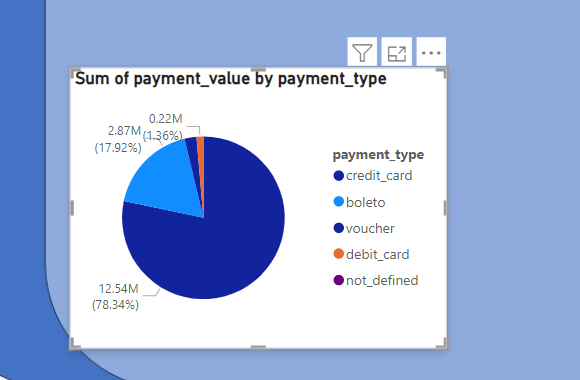 Sum of payment_value by payment_type
0.22M
(1.36%)
2.87M
(17.92%)
12.54M
(78.34%)
payment_type
credit_card
boleto
voucher
debit_card
not_defined